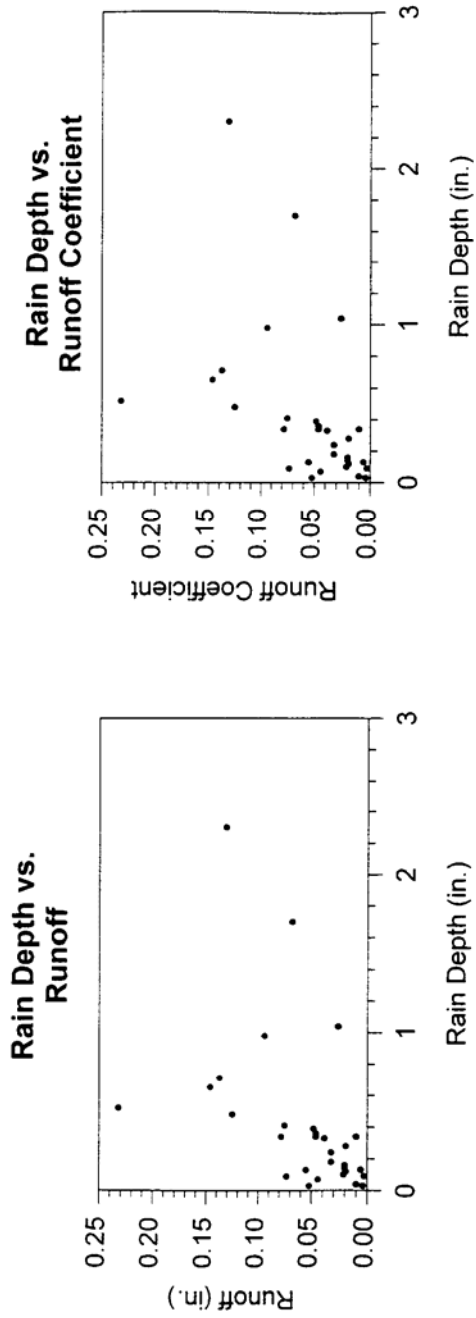 Rain Depth vs.
Runoff
0.25
0.20
0.15
0.10
0.05
0.00
Runoff (in.)
0
1
2
3
Rain Depth (in.)
Rain Depth vs.
Runoff Coefficient
0.25
0.20
0.15
0.10
0.05
0.00
Runoff Coefficient
0
1
2
3
Rain Depth (in.)